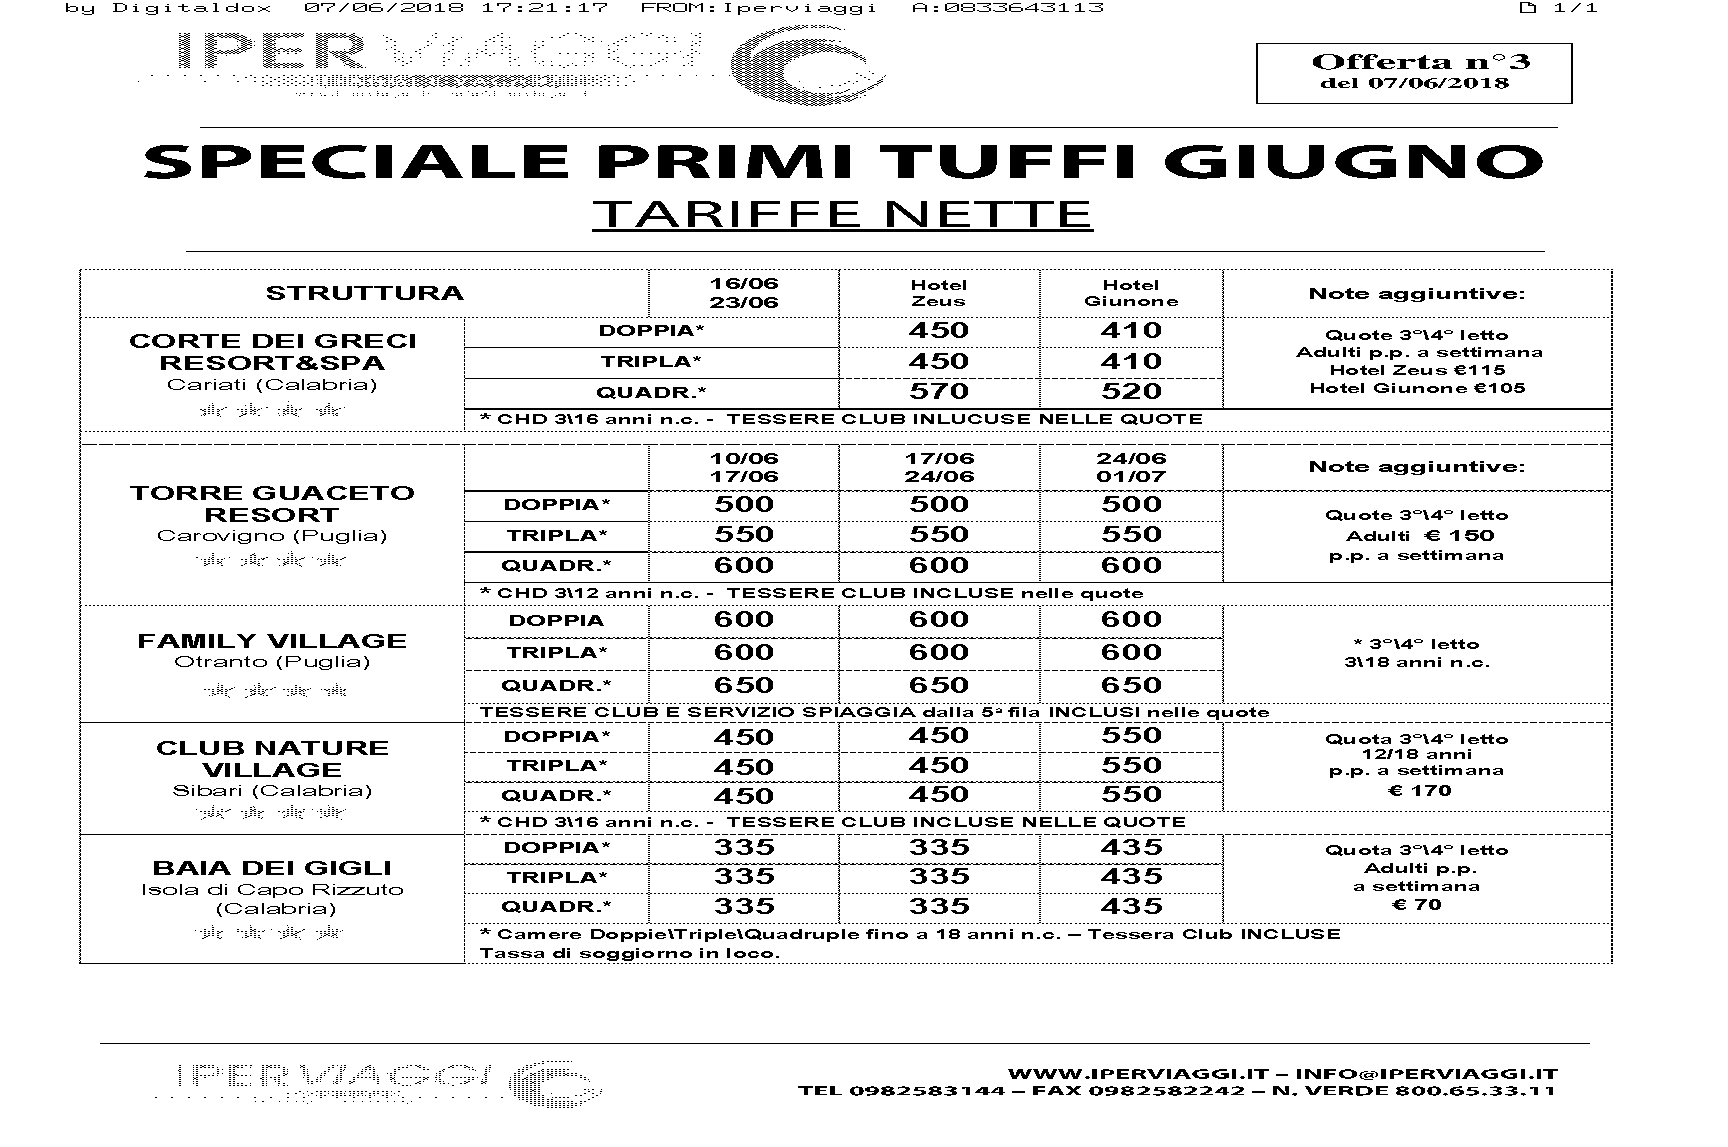 by Digitaldox 07/06/2018 17:21:17 FROM:Iperviaggi A:0833643113 1/1
IPERVIAGGI
Offerta n°3
del 07/06/2018
SPECIALE PRIMI TUFFI GIUGNO
TARIFFE NETTE
STRUTTURA 16/06 23/06 Hotel Zeus Hotel Giunone Note aggiuntive:
CORTE DEI GRECI
RESORT&SPA
Cariati (Calabria)
DOPPIA* 450 410
TRIPLA* 450 410
QUADR.* 570 520
Quote 3°\4° letto
Adulti p.p. a settimana
Hotel Zeus €115
Hotel Giunone €105
* CHD 3\16 anni n.c. - TESSERE CLUB INLUCUSE NELLE QUOTE
10/06 17/06 17/06 24/06 24/06 01/07 Note aggiuntive:
TORRE GUACETO
RESORT
Carovigno (Puglia)
DOPPIA* 500 500 500
TRIPLA* 550 550 550
QUADR.* 600 600 600
Quote 3°\4° letto
Adulti € 150
p.p. a settimana
* CHD 3\12 anni n.c. - TESSERE CLUB INCLUSE nelle quote
FAMILY VILLAGE
Otranto (Puglia)
DOPPIA 600 600 600
TRIPLA* 600 600 600
QUADR.* 650 650 650
* 3°\4° letto
3\18 anni n.c.
TESSERE CLUB E SERVIZIO SPIAGGIA dalla 5ª fila INCLUSI nelle quote
CLUB NATURE
VILLAGE
Sibari (Calabria)
DOPPIA* 450 450 550
TRIPLA* 450 450 550
QUADR.* 450 450 550
Quota 3°\4° letto
12/18 anni
p.p. a settimana
€ 170
* CHD 3\16 anni n.c. - TESSERE CLUB INCLUSE NELLE QUOTE
BAIA DEI GIGLI
Isola di Capo Rizzuto
(Calabria)
DOPPIA* 335 335 435
TRIPLA* 335 335 435
QUADR.* 335 335 435
Quota 3°\4° letto
Adulti p.p.
a settimana
€ 70
* Camere Doppie\Triple\Quadruple fino a 18 anni n.c. – Tessera Club INCLUSE
Tassa di soggiorno in loco.
IPERVIAGGI
WWW.IPERVIAGGI.IT – INFO@IPERVIAGGI.IT
TEL 0982583144 – FAX 0982582242 – N. VERDE 800.65.33.11